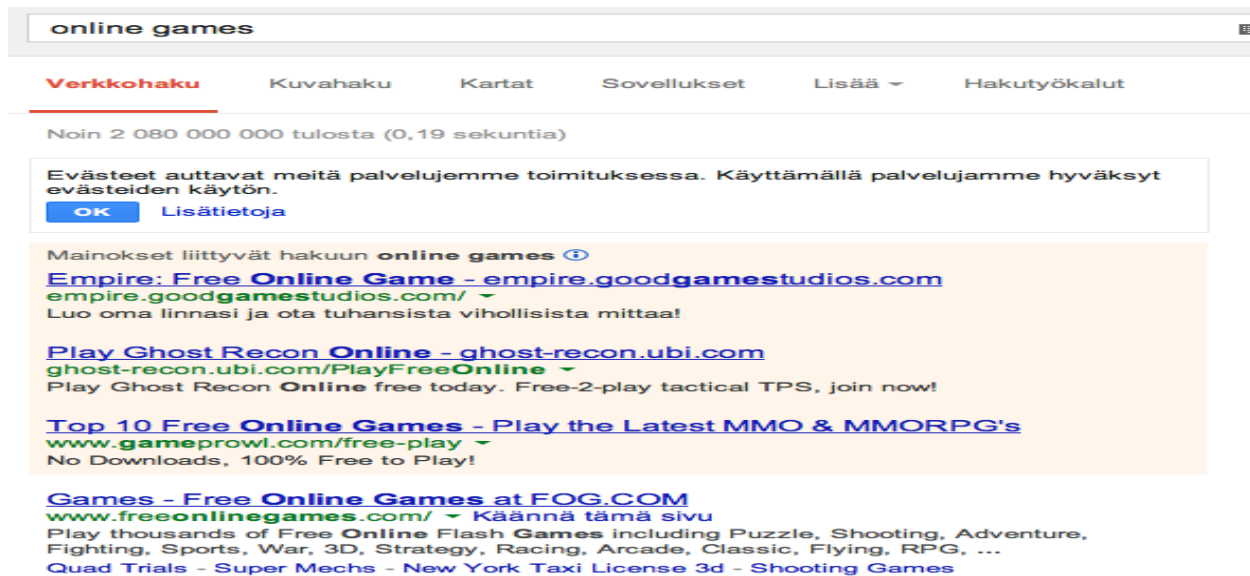 online games
Verkkohaku Kuvahaku Kartat Sovellukset Lisää Hakutyökalut
Noin 2 080 000 000 tulosta (0,19 sekuntia)
Evästeet auttavat meitä palvelujemme toimituksessa. Käyttämällä palvelujamme hyväksyt
evästeiden käytön.
OK Lisätietoja
Mainokset liittyvät hakuun online games
Empire: Free Online Game - empire.goodgamestudios.com
empire.goodgamestudios.com/
Luo oma linnasi ja ota tuhansista vihollisista mittaa!
Play Ghost Recon Online - ghost-recon.ubi.com
ghost-recon.ubi.com/PlayFreeOnline
Play Ghost Recon Online free today. Free-2-play tactical TPS, join now!
Top 10 Free Online Games - Play the Latest MMO & MMORPG's
www.gameprowl.com/free-play
No Downloads, 100% Free to Play!
Games - Free Online Games at FOG.COM
www.freeonlinegames.com/ Käännä tämä sivu
Play thousands of Free Online Flash Games including Puzzle, Shooting, Adventure,
Fighting, Sports, War, 3D, Strategy, Racing, Arcade, Classic, Flying, RPG, ...
Quad Trials - Super Mechs - New York Taxi License 3d - Shooting Games